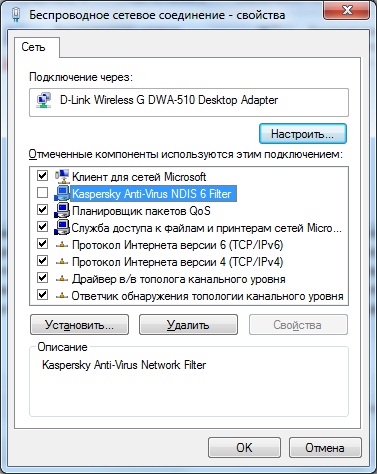 Беспроводное сетевое соединение - свойства
Сеть
Подключение через:
D-Link Wireless G DWA-510 Desktop Adapter
Настроить...
Отмеченные компоненты используются этим подключением:
Клиент для сетей Microsoft
Kaspersky Anti-Virus NDIS 6 Filter
Планировщик пакетов QoS
Служба доступа к файлам и принтерам сетей Micro...
Протокол Интернета версии 6 (TCP/IPv6)
Протокол Интернета версии 4 (TCP/IPv4)
Драйвер в/в тополога канального уровня
Ответчик обнаружения топологии канального уровня
Установить...
Удалить
Свойства
Описание
Kaspersky Anti-Virus Network Filter
OK
Отмена